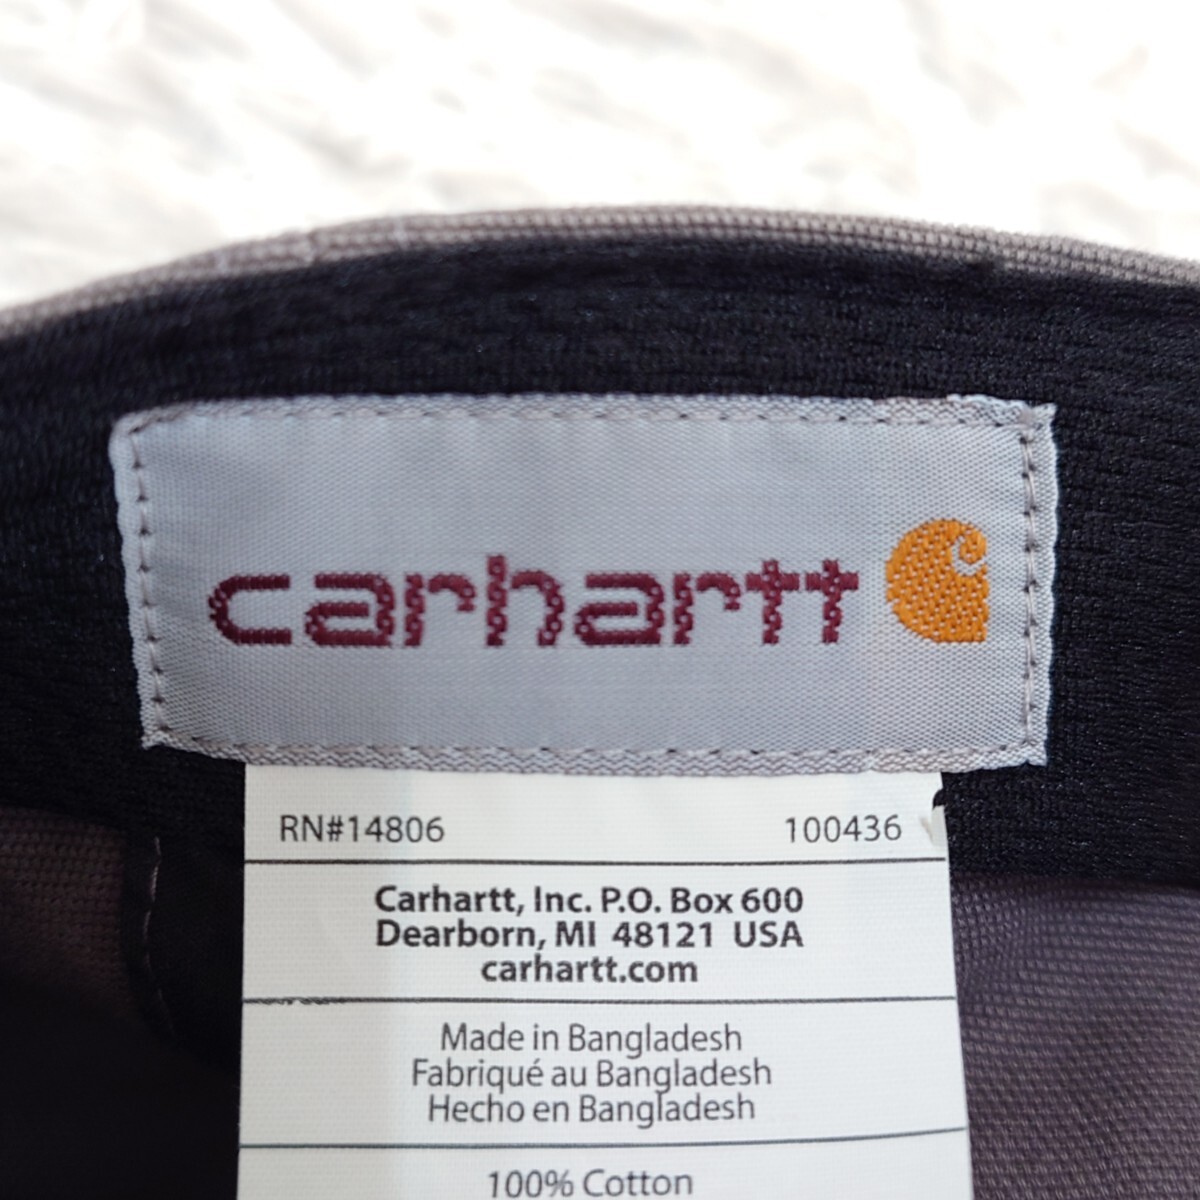 carhartt
RN#14806 100436
Carhartt, Inc. P.O. Box 600
Dearborn, MI 48121 USA
carhartt.com
Made in Bangladesh
Fabriqué au Bangladesh
Hecho en Bangladesh
100% Cotton